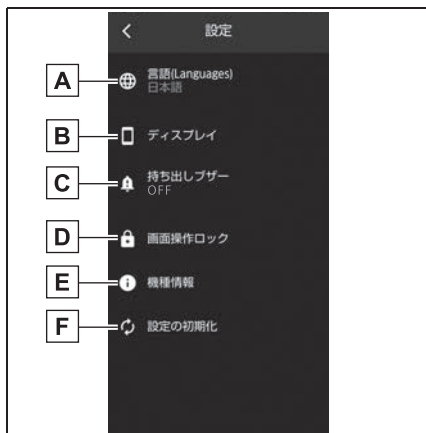 設定
A
言語(Languages)
日本語
B
ディスプレイ
C
持ち出しブザー
OFF
D
画面操作ロック
E
機種情報
F
設定の初期化